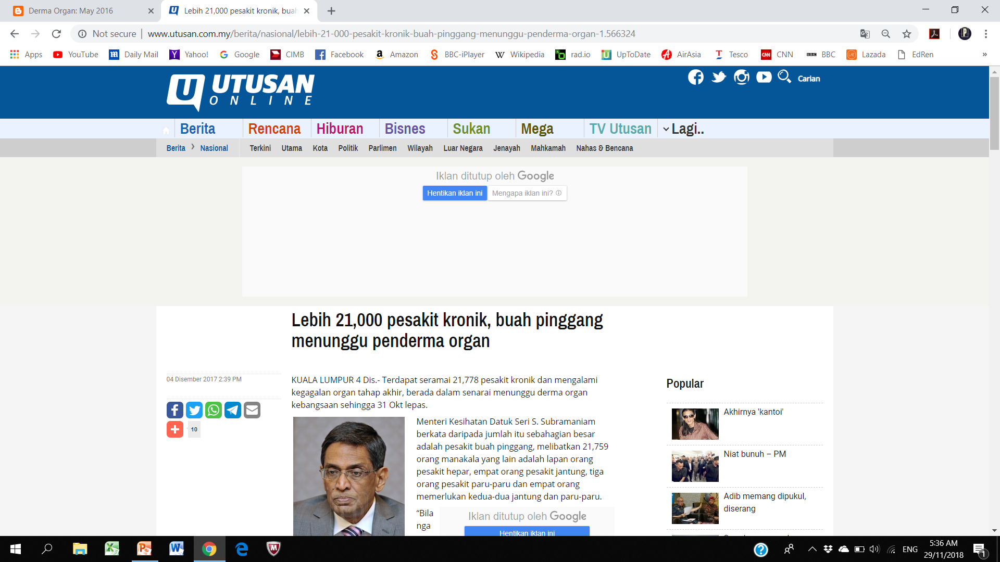 Derma Organ: May 2016
Lebih 21,000 pesakit kronik, buah
Not secure
www.utusan.com.my/berita/nasional/lebih-21-000-pesakit-kronik-buah-pinggang-menunggu-penderma-organ-1.566324
Apps YouTube Daily Mail Yahoo! Google CIMB Facebook Amazon BBC-iPlayer Wikipedia rad.io UpToDate AirAsia Tesco CNN BBC Lazada EdRen »
UTUSAN
ONLINE
Carian
Berita Rencana Hiburan Bisnes Sukan Mega TV Utusan Lagi..
Berita Nasional Terkini Utama Kota Politik Parlimen Wilayah Luar Negara Jenayah Mahkamah Nahas & Bencana
Iklan ditutup oleh Google
Hentikan iklan ini Mengapa iklan ini?
Lebih 21,000 pesakit kronik, buah pinggang
menunggu penderma organ
04 Disember 2017 2:39 PM
10
KUALA LUMPUR 4 Dis.- Terdapat seramai 21,778 pesakit kronik dan mengalami
kegagalan organ tahap akhir, berada dalam senarai menunggu derma organ
kebangsaan sehingga 31 Okt lepas.
Menteri Kesihatan Datuk Seri S. Subramaniam
berkata daripada jumlah itu sebahagian besar
adalah pesakit buah pinggang, melibatkan 21,759
orang manakala yang lain adalah lapan orang
pesakit hepar, empat orang pesakit jantung, tiga
orang pesakit paru-paru dan empat orang
memerlukan kedua-dua jantung dan paru-paru.
“Bila
nga
Iklan ditutup oleh Google
Hentikan iklan ini
Popular
Akhirnya 'kantoi'
Niat bunuh – PM
Adib memang dipukul,
diserang
ENG
5:36 AM
29/11/2018
1